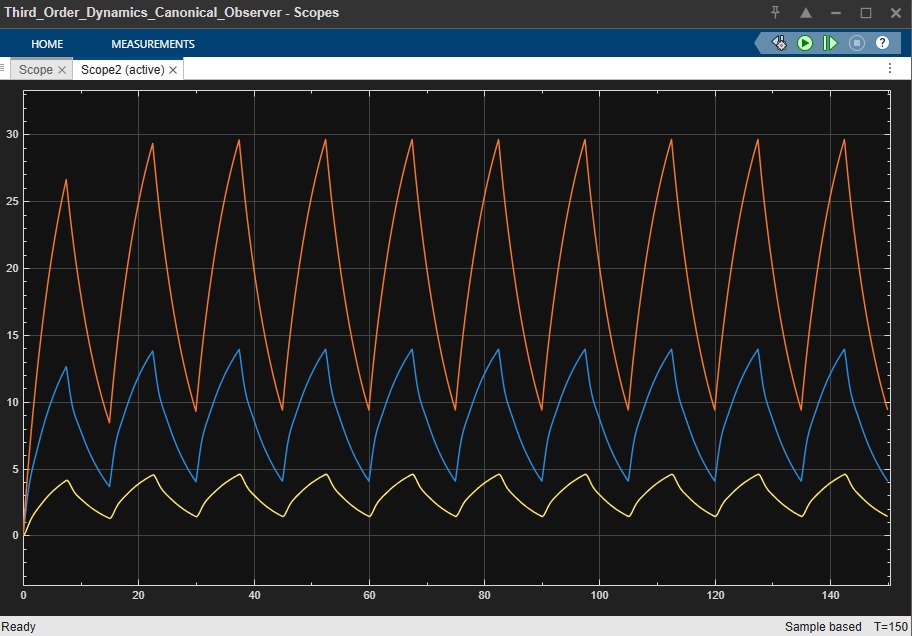 Third_Order_Dynamics_Canonical_Observer - Scopes
HOME MEASUREMENTS ?
Scope Scope2 (active)
30
25
20
15
10
5
0
0 20 40 60 80 100 120 140
Ready Sample based T=150